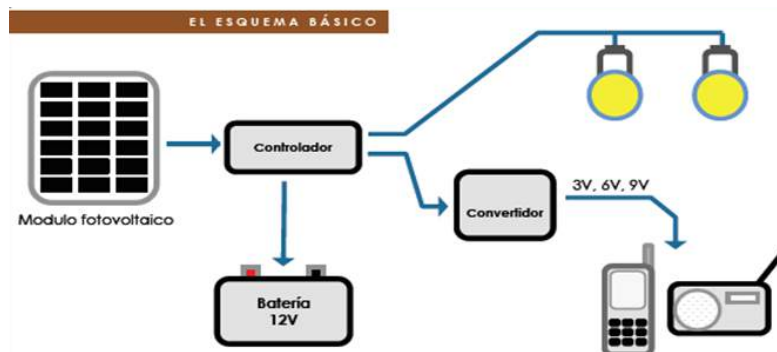 EL ESQUEMA BÁSICO
Controlador
3V, 6V, 9V
Convertidor
Modulo fotovoltaico
Batería
12V